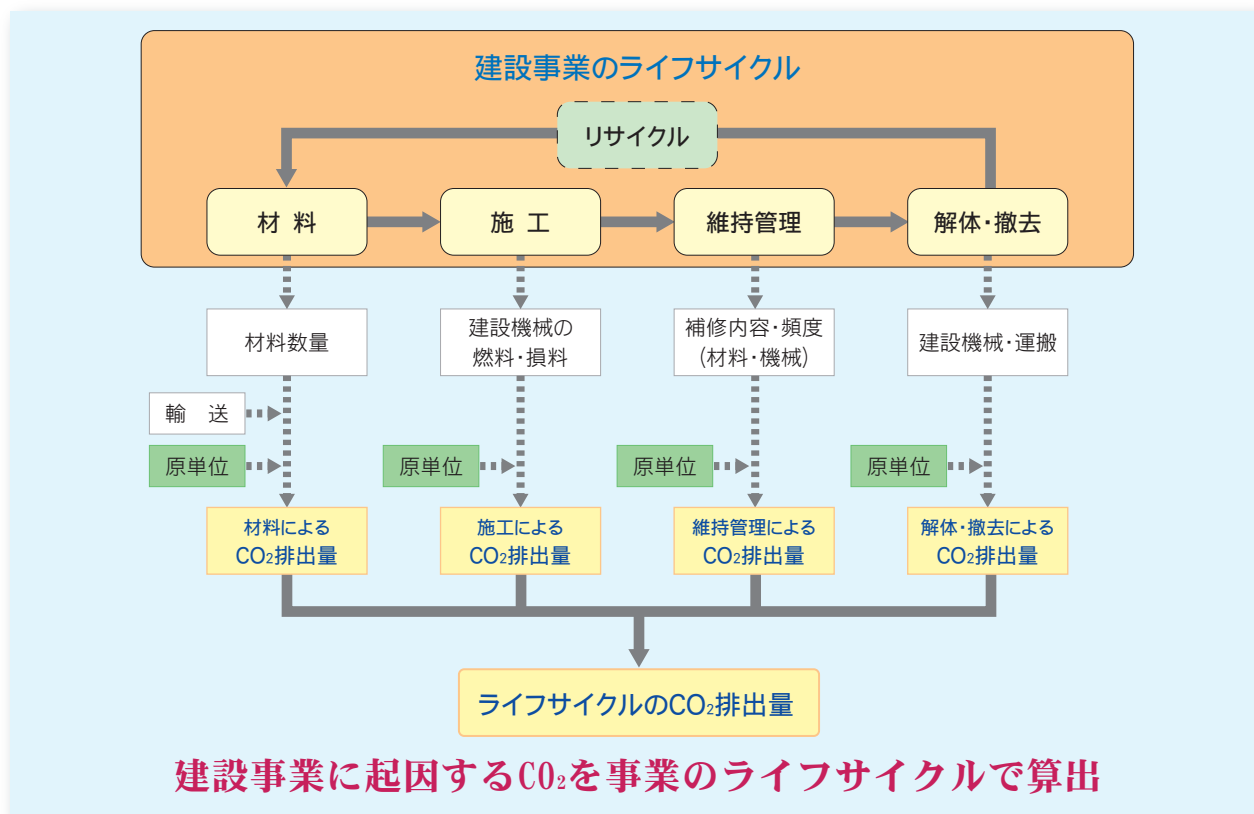 建設事業のライフサイクル
リサイクル
材 料
施 工
維持管理
解体・撤去
材料数量
建設機械の
燃料・損料
補修内容・頻度
(材料・機械)
建設機械・運搬
輸 送
原単位
原単位
原単位
原単位
材料による
CO₂排出量
施工による
CO₂排出量
維持管理による
CO₂排出量
解体・撤去による
CO₂排出量
ライフサイクルのCO₂排出量
建設事業に起因するCO₂を事業のライフサイクルで算出